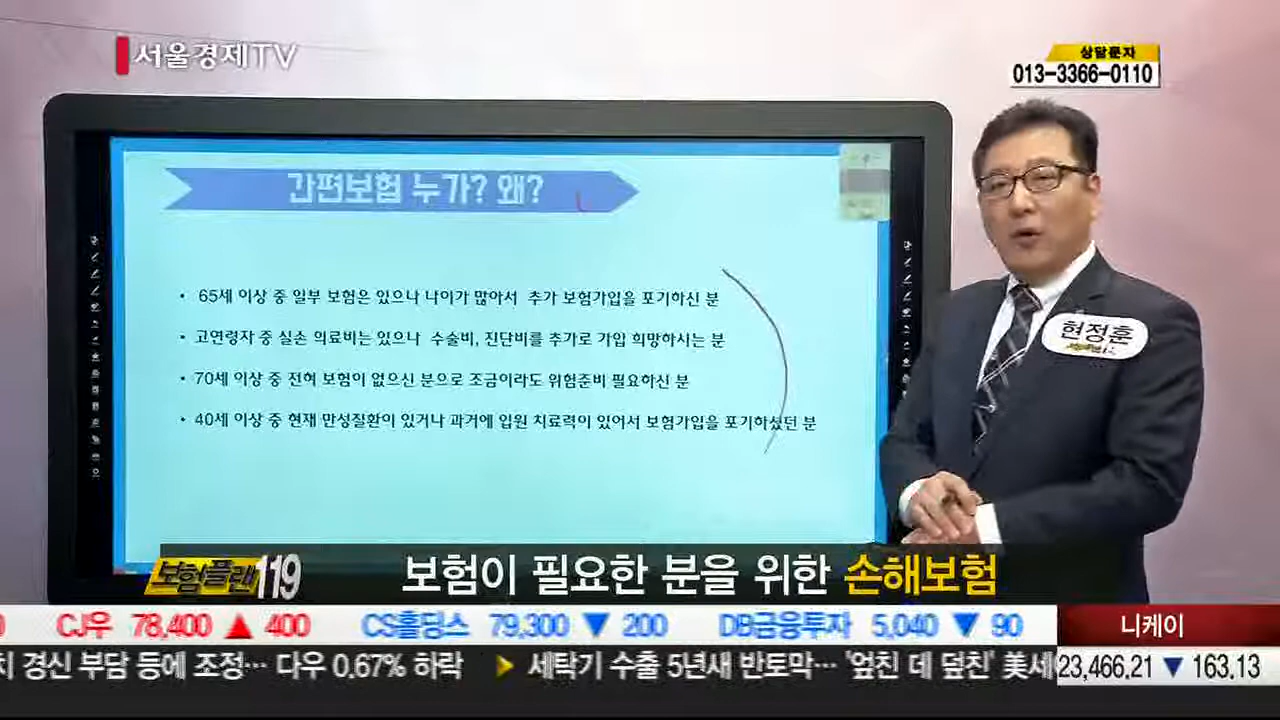 서울경제TV
상담문자
013-3366-0110
간편보험 누가? 왜?
• 65세 이상 중 일부 보험은 있으나 나이가 많아서 추가 보험가입을 포기하신 분
• 고연령자 중 실손 의료비는 있으나 수술비, 진단비를 추가로 가입 희망하시는 분
• 70세 이상 중 전혀 보험이 없으신 분으로 조금이라도 위험준비 필요하신 분
• 40세 이상 중 현재 만성질환이 있거나 과거에 입원 치료력이 있어서 보험가입을 포기하셨던 분
현정훈
보험플랜119
보험이 필요한 분을 위한 손해보험
CJ우 78,400 ▲ 400 CS홀딩스 79,300 ▼ 200 DB금융투자 5,040 ▼ 90
니케이
치 경신 부담 등에 조정… 다우 0.67% 하락 ▶ 세탁기 수출 5년새 반토막… '엎친 데 덮친' 美세
23,466.21 ▼ 163.13